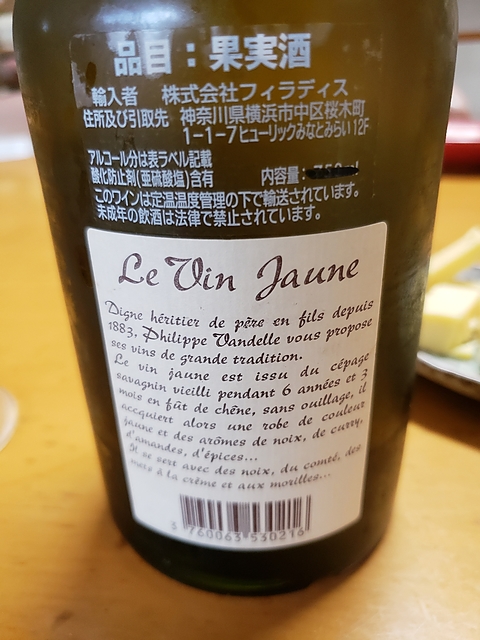 品目：果実酒
輸入者 株式会社フィラディス
住所及び引取先 神奈川県横浜市中区桜木町
1-1-7ヒューリックみなとみらい12F
アルコール分は表ラベル記載
酸化防止剤(亜硫酸塩)含有 内容量:
このワインは定温温度管理の下で輸送されています。
未成年の飲酒は法律で禁止されています。
Le Vin Jaune
Digne héritier de père en fils depuis
1883, Philippe Vandelle vous propose
ses vins de grande tradition.
Le vin jaune est issu du cépage
savagnin vieilli pendant 6 années et 3
mois en fût de chêne, sans ouillage, il
accquiert alors une robe de couleur
jaune et des arômes de noix, de curry,
d'amandes, d'épices...
Il se sert avec des noix, du comté, des
mets à la crème et aux morilles...
3 760063 530216